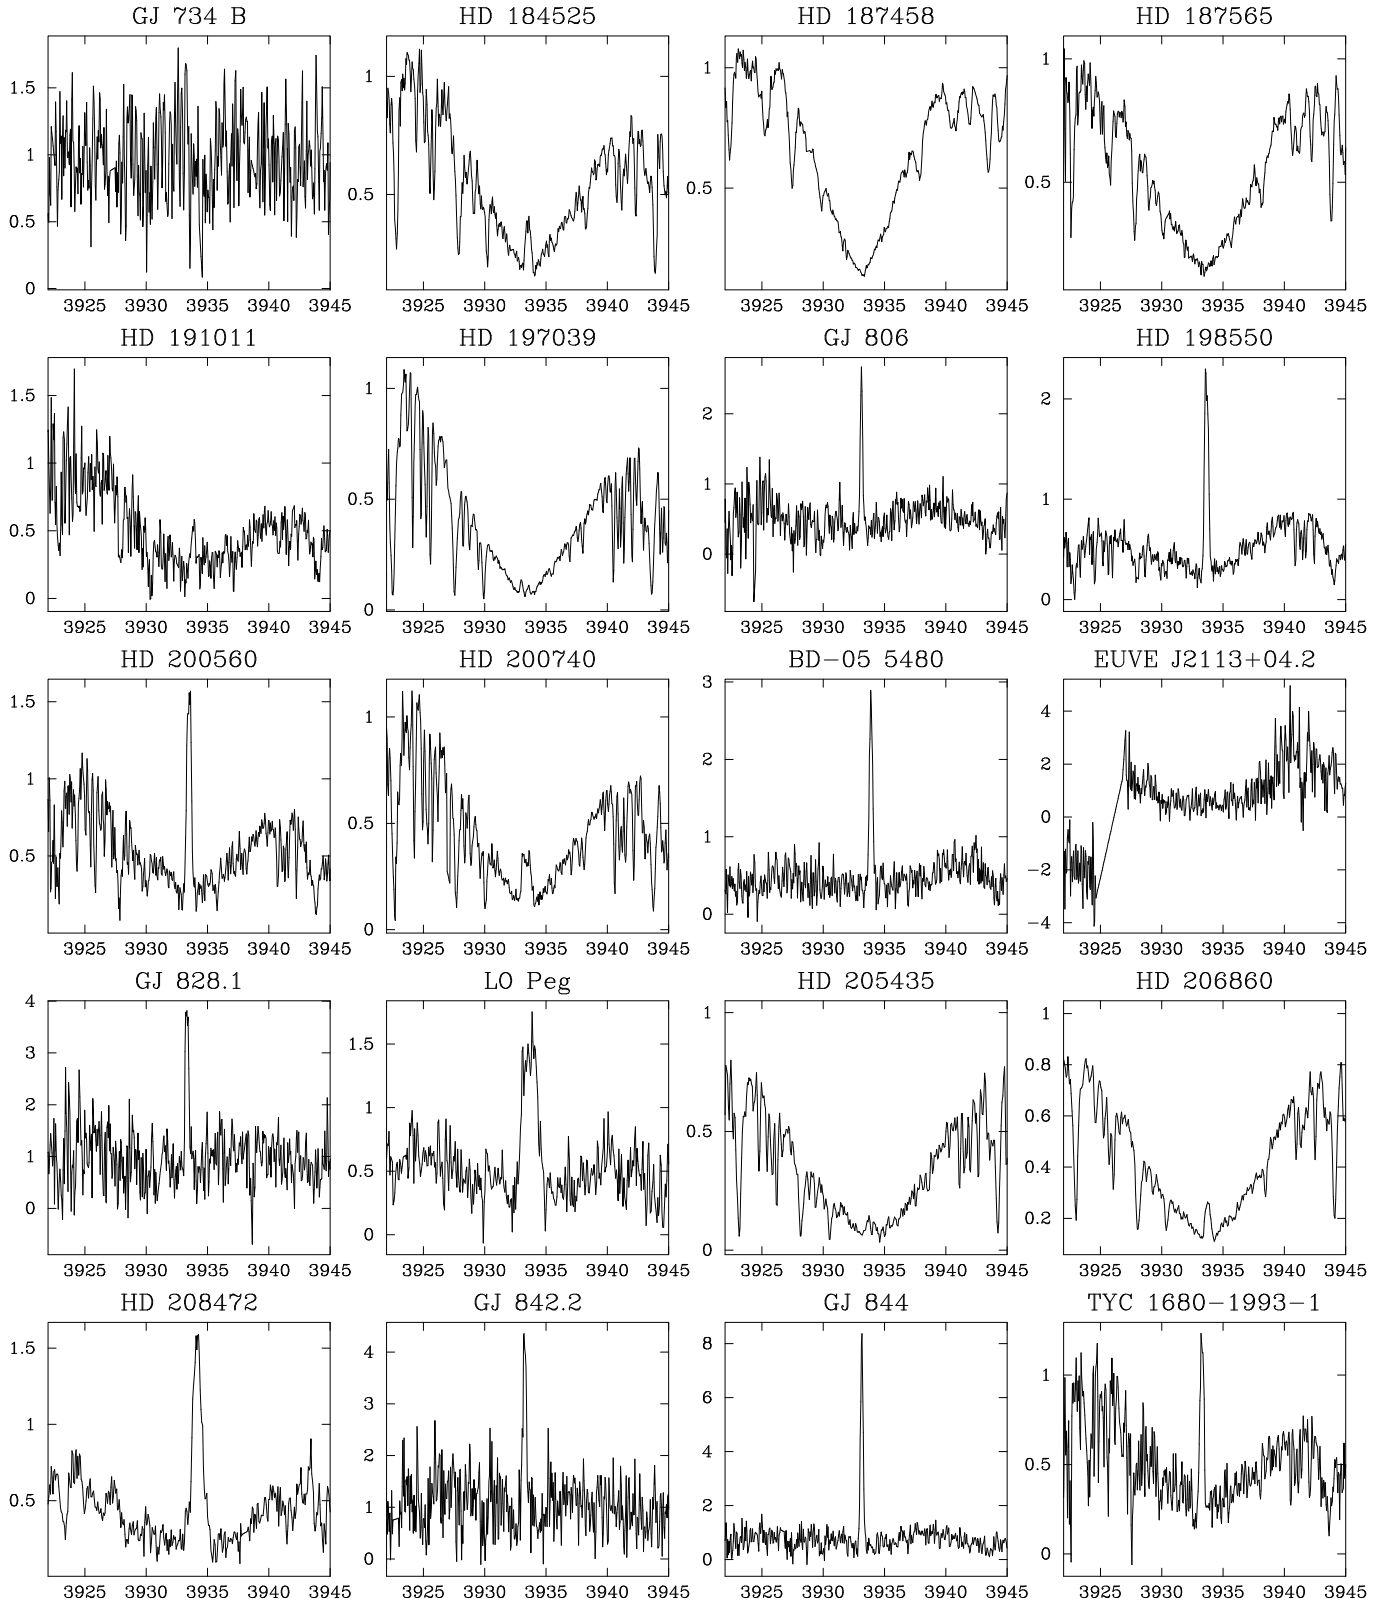 GJ 734 B HD 184525 HD 187458 HD 187565
1.5 1 1 1
1
0.5 0.5 0.5
0.5
0
3925 3930 3935 3940 3945 3925 3930 3935 3940 3945 3925 3930 3935 3940 3945 3925 3930 3935 3940 3945
HD 191011 HD 197039 GJ 806 HD 198550
1.5 1 2 2
1 0.5 1 1
0.5
0 0 0 0
3925 3930 3935 3940 3945 3925 3930 3935 3940 3945 3925 3930 3935 3940 3945 3925 3930 3935 3940 3945
HD 200560 HD 200740 BD−05 5480 EUVE J2113+04.2
1.5 1 3 4
1 0.5 2 2
0.5 0 1 0
0 −2
−4
3925 3930 3935 3940 3945 3925 3930 3935 3940 3945 3925 3930 3935 3940 3945 3925 3930 3935 3940 3945
GJ 828.1 LO Peg HD 205435 HD 206860
4 1.5 1 1
3 1 0.5 0.8
2 0.5 0 0.6
1 0 0.4
0 0.2
3925 3930 3935 3940 3945 3925 3930 3935 3940 3945 3925 3930 3935 3940 3945 3925 3930 3935 3940 3945
HD 208472 GJ 842.2 GJ 844 TYC 1680−1993−1
1.5 4 8 1
1 3 6 0.5
0.5 2 4 0
1 2
0 0
3925 3930 3935 3940 3945 3925 3930 3935 3940 3945 3925 3930 3935 3940 3945 3925 3930 3935 3940 3945